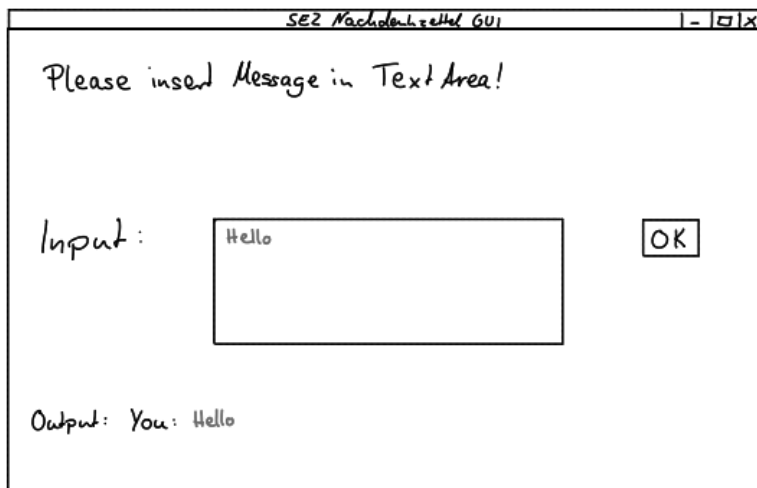 SE2 Nachdenkzettel GUI
Please insert Message in Text Area!
Input: Hello OK
Output: You: Hello